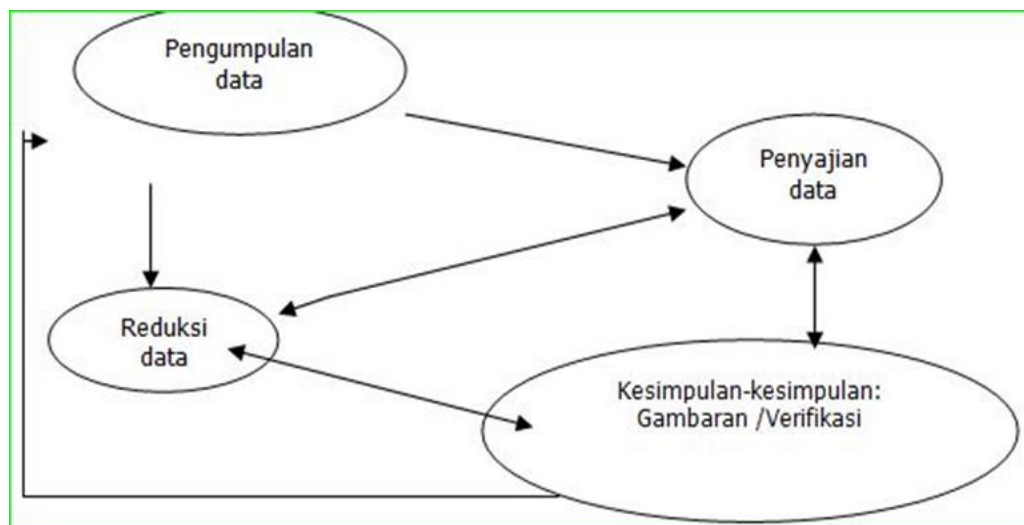 Pengumpulan
data
Penyajian
data
Reduksi
data
Kesimpulan-kesimpulan:
Gambaran /Verifikasi